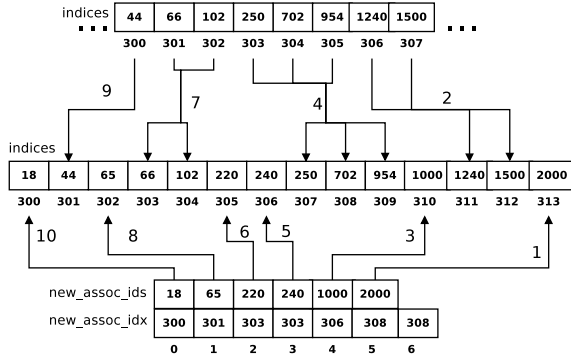 indices 44 66 102 250 702 954 1240 1500
... ...
300 301 302 303 304 305 306 307
9 7 4 2
indices
18 44 65 66 102 220 240 250 702 954 1000 1240 1500 2000
300 301 302 303 304 305 306 307 308 309 310 311 312 313
10 8 6 5 3 1
new_assoc_ids 18 65 220 240 1000 2000
new_assoc_idx 300 301 303 303 306 308 308
0 1 2 3 4 5 6